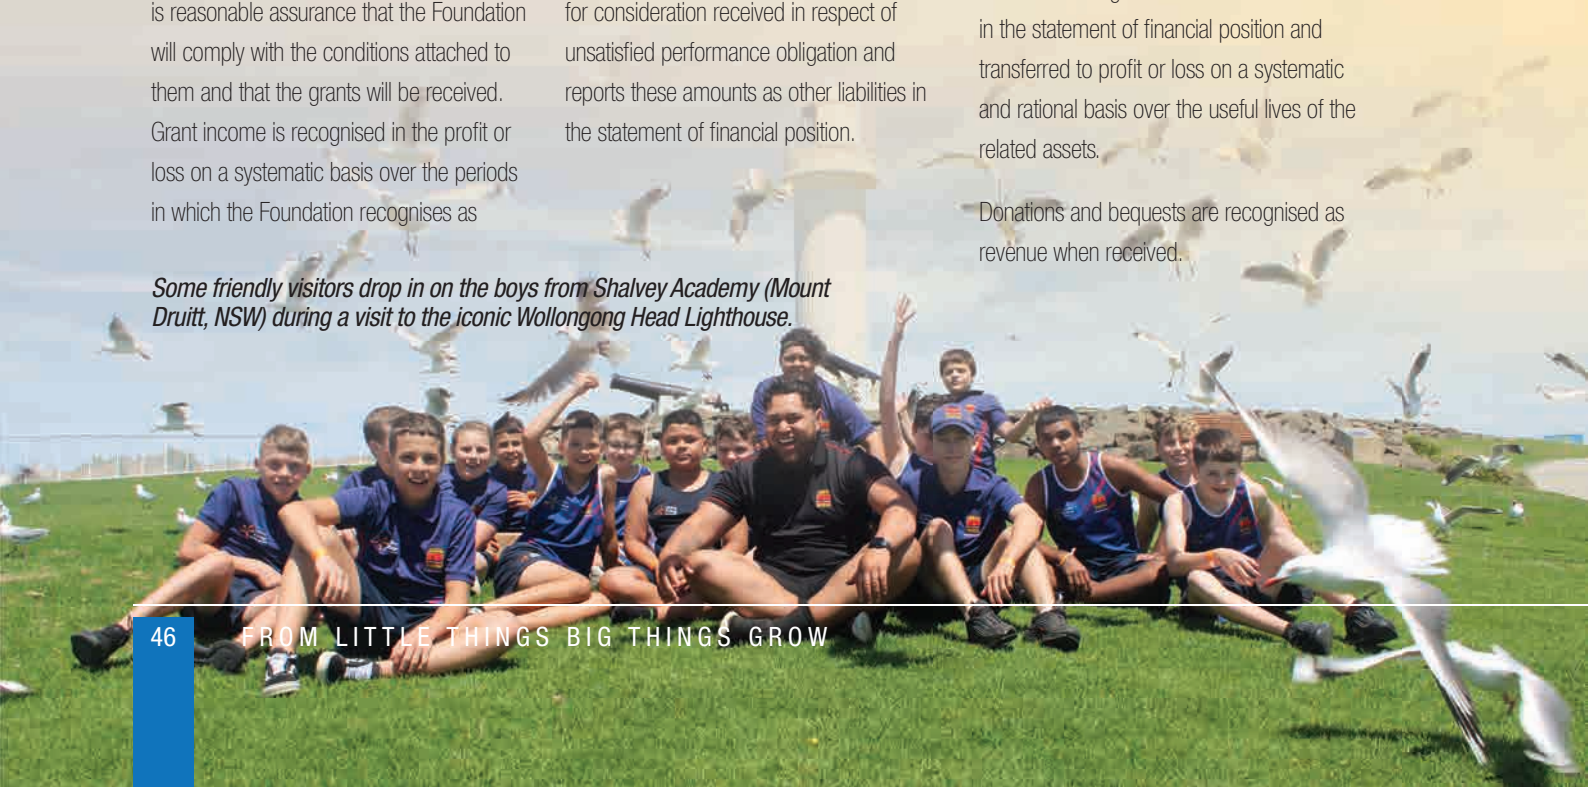 is reasonable assurance that the Foundation
will comply with the conditions attached to
them and that the grants will be received.
Grant income is recognised in the profit or
loss on a systematic basis over the periods
in which the Foundation recognises as
for consideration received in respect of
unsatisfied performance obligation and
reports these amounts as other liabilities in
the statement of financial position.
in the statement of financial position and
transferred to profit or loss on a systematic
and rational basis over the useful lives of the
related assets.
Donations and bequests are recognised as
revenue when received.
Some friendly visitors drop in on the boys from Shalvey Academy (Mount
Druitt, NSW) during a visit to the iconic Wollongong Head Lighthouse.
46 FROM LITTLE THINGS BIG THINGS GROW